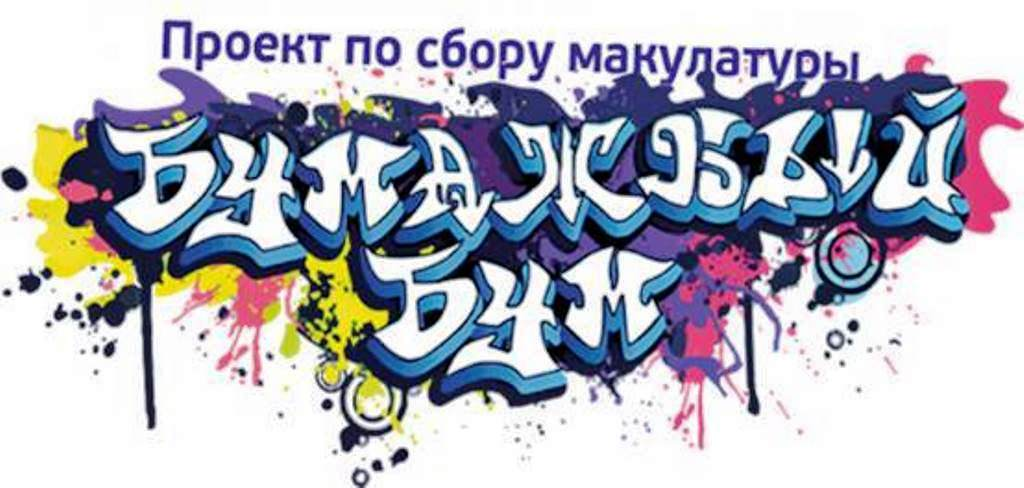 Проект по сбору макулатуры
БУМАЖНЫЙ
БУМ